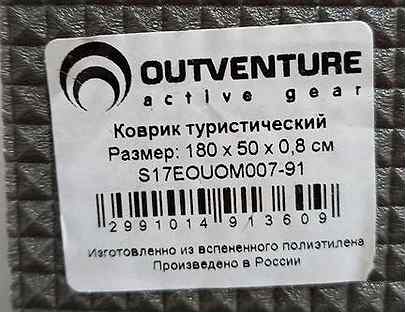 OUTVENTURE
active gear
Коврик туристический
Размер: 180 x 50 x 0,8 см
S17EOUOM007-91
2991014 913609
Изготовленно из вспененного полиэтилена
Произведено в России